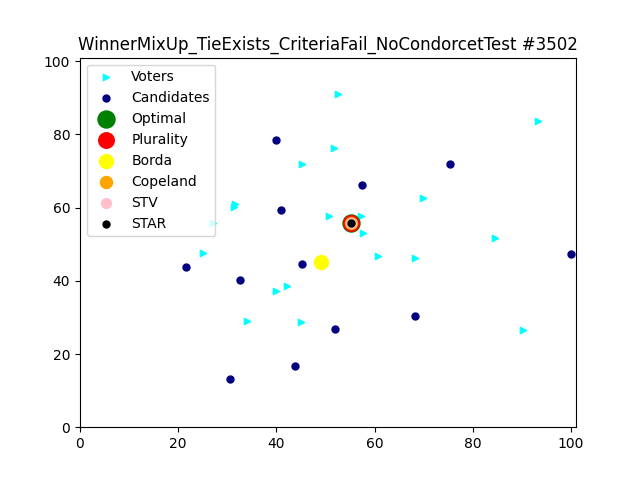 WinnerMixUp_TieExists_CriteriaFail_NoCondorcetTest #3502
Voters
Candidates
Optimal
Plurality
Borda
Copeland
STV
STAR
100
80
60
40
20
0
0 20 40 60 80 100